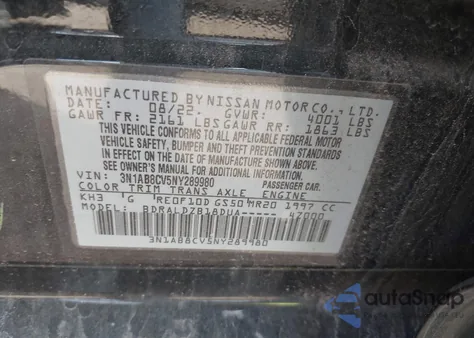 MANUFACTURED BY NISSAN MOTOR CO., LTD.
DATE: 08/22. GVWR: 4001 LBS
GAWR FR: 2161 LBS GAWR RR: 1863 LBS
THIS VEHICLE CONFORMS TO ALL APPLICABLE FEDERAL MOTOR
VEHICLE SAFETY, BUMPER AND THEFT PREVENTION STANDARDS
IN EFFECT ON THE DATE OF MANUFACTURE SHOWN ABOVE.
SEE OWNER'S MANUAL FOR ADDITIONAL INFORMATION.
VIN: 3N1AB8CV5NY289980 PASSENGER CAR
COLOR TRIM TRANS AXLE ENGINE
KH3 G RE0F10D GS50 MR20 1997 CC
MODEL: BDRALDZB18DUA----- 47000
3N1AB8CV5NY289980
autoSnap